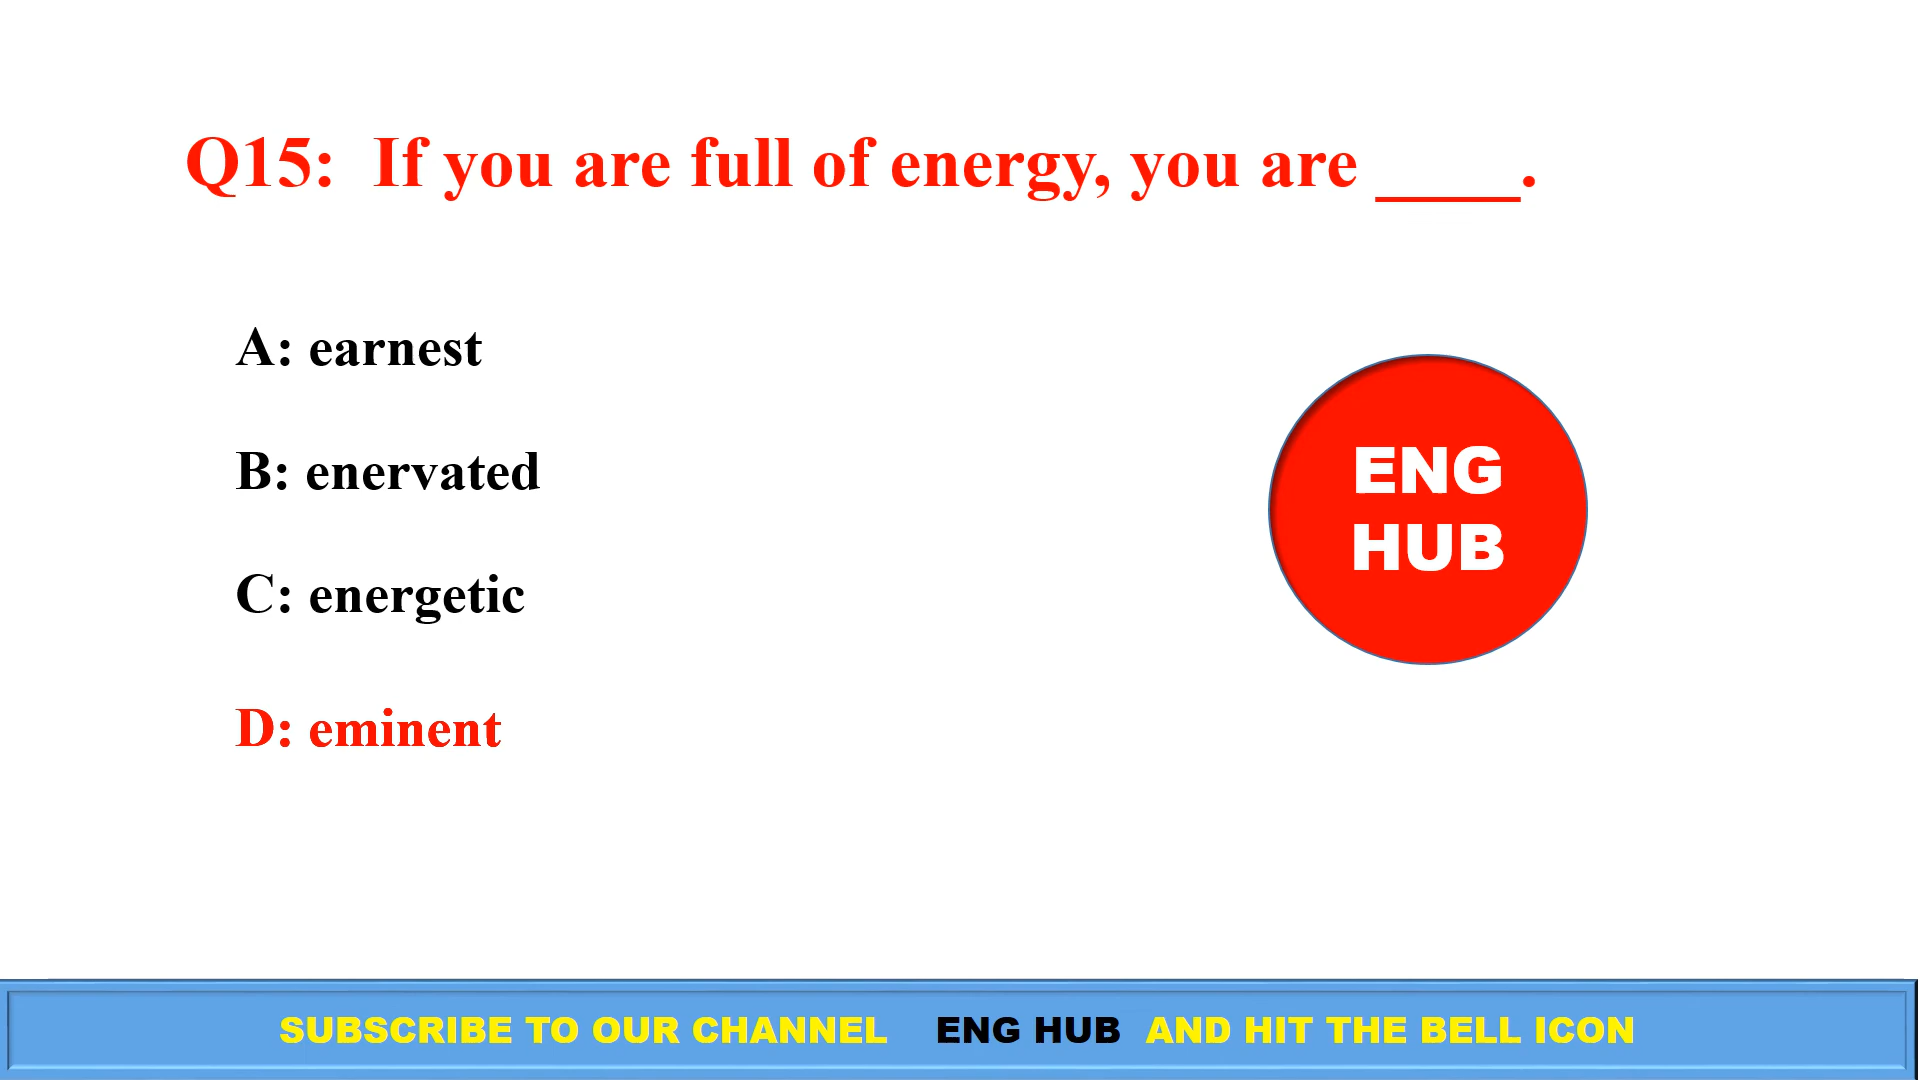 Q15: If you are full of energy, you are ____.
A: earnest
B: enervated
C: energetic
D: eminent
ENG
HUB
SUBSCRIBE TO OUR CHANNEL ENG HUB AND HIT THE BELL ICON